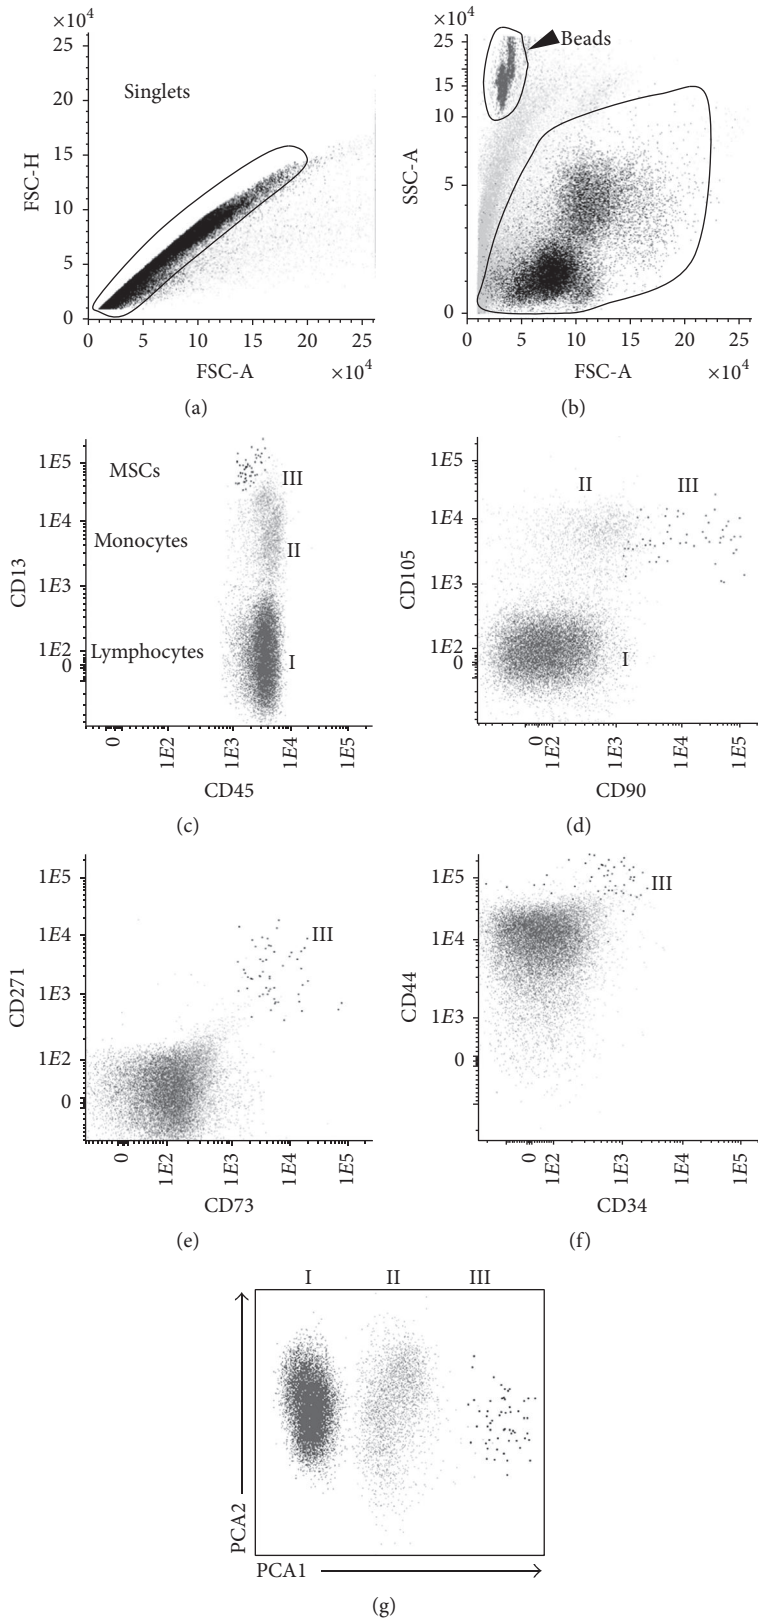 ×10⁴
25
20
15
10
5
0
FSC-H
Singlets
0 5 10 15 20 25
FSC-A ×10⁴
(a)
×10⁴
25
15
10
5
0
SSC-A
Beads
0 5 10 15 20 25
FSC-A ×10⁴
(b)
1E5
1E4
1E3
1E2
0
CD13
MSCs
III
Monocytes
II
Lymphocytes
I
0 1E2 1E3 1E4 1E5
CD45
(c)
1E5
1E4
1E3
1E2
0
CD105
II III
I
0 1E2 1E3 1E4 1E5
CD90
(d)
1E5
1E4
1E3
1E2
0
CD271
III
0 1E2 1E3 1E4 1E5
CD73
(e)
1E5
1E4
1E3
0
CD44
III
0 1E2 1E3 1E4 1E5
CD34
(f)
I II III
PCA2
PCA1
(g)